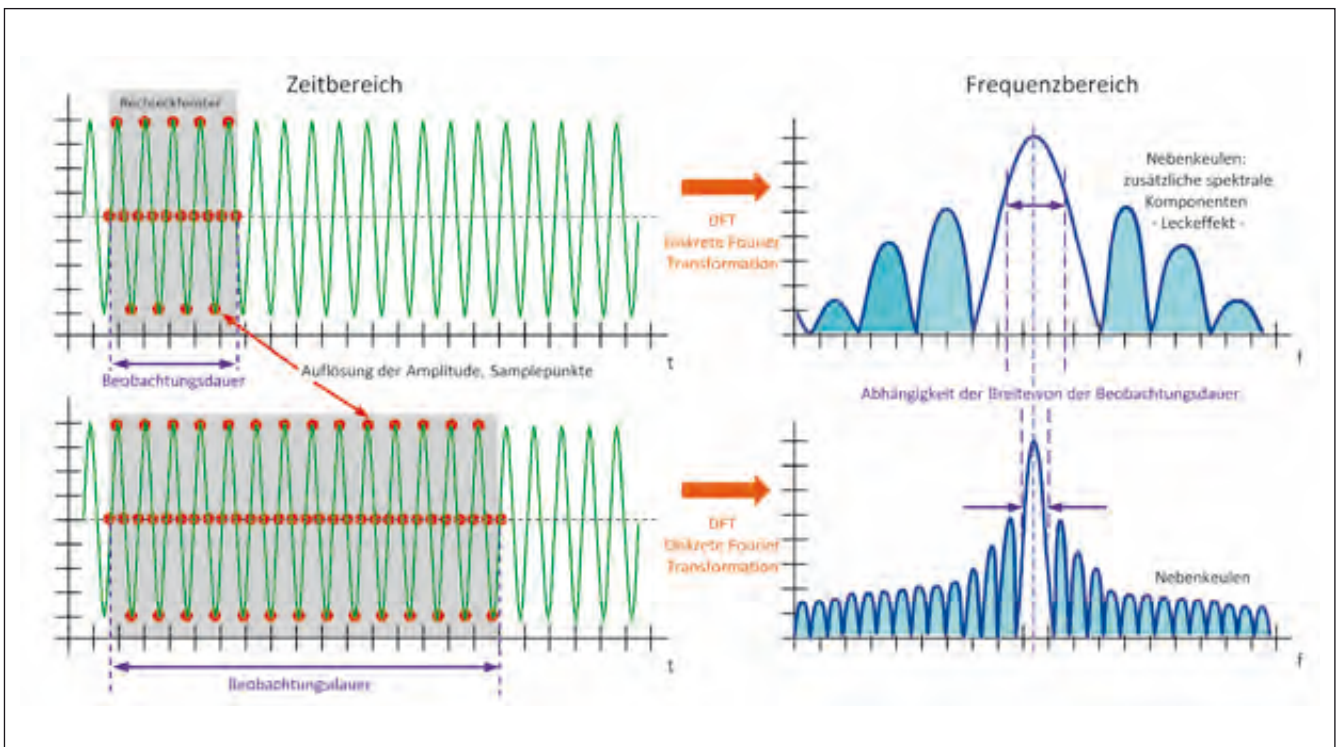 Zeitbereich
Frequenzbereich
Rechteckfenster
Nebenkeulen:
zusätzliche spektrale
Komponenten
- Leckeffekt -
DFT
Diskrete Fourier
Transformation
t
f
Beobachtungsdauer
Auflösung der Amplitude, Samplepunkte
Abhängigkeit der Breite von der Beobachtungsdauer
DFT
Diskrete Fourier
Transformation
Nebenkeulen
t
f
Beobachtungsdauer